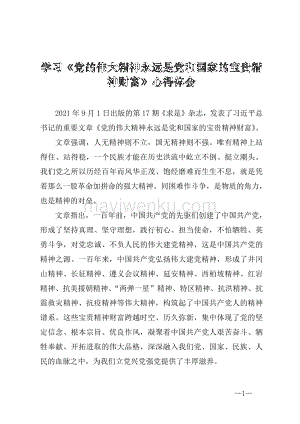 学习《党的伟大精神永远是党和国家的宝贵精
神财富》心得体会
2021年9月1日出版的第17期《求是》杂志，发表了习近平总
书记的重要文章《党的伟大精神永远是党和国家的宝贵精神财富》。
文章强调，人无精神则不立，国无精神则不强。唯有精神上站
得住、站得稳，一个民族才能在历史洪流中屹立不倒、挺立潮头。
我们党之所以历经百年而风华正茂、饱经磨难而生生不息，就是凭
着那么一股革命加拼命的强大精神。同困难作斗争，是物质的角力，
也是精神的对垒。
文章指出，一百年前，中国共产党的先驱们创建了中国共产党，
形成了坚持真理、坚守理想，践行初心、担当使命，不怕牺牲、英
勇斗争，对党忠诚、不负人民的伟大建党精神，这是中国共产党的
精神之源。一百年来，中国共产党弘扬伟大建党精神，形成了井冈
山精神、长征精神、遵义会议精神、延安精神、西柏坡精神、红岩
精神、抗美援朝精神、“两弹一星”精神、特区精神、抗洪精神、抗
震救灾精神、抗疫精神等伟大精神，构筑起了中国共产党人的精神
谱系。这些宝贵精神财富跨越时空、历久弥新，集中体现了党的坚
定信念、根本宗旨、优良作风，凝聚着中国共产党人艰苦奋斗、牺
牲奉献、开拓进取的伟大品格，深深融入我们党、国家、民族、人
民的血脉之中，为我们立党兴党强党提供了丰厚滋养。
mayiwenku.com
—1—